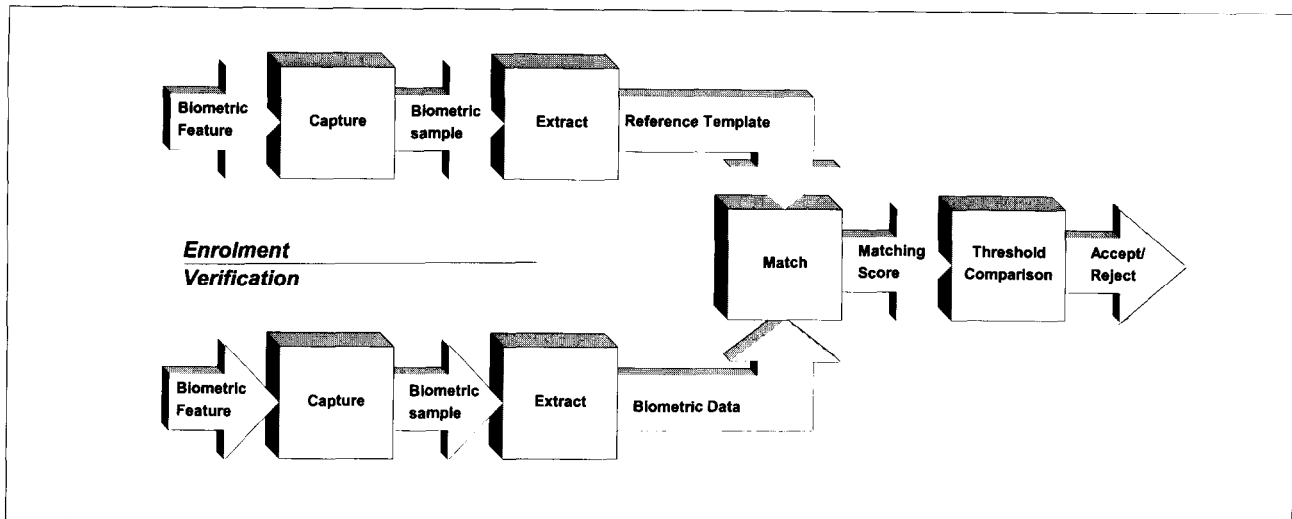 Biometric
Feature
Capture
Biometric
sample
Extract
Reference Template
Enrolment
Verification
Match
Matching
Score
Threshold
Comparison
Accept/
Reject
Biometric
Feature
Capture
Biometric
sample
Extract
Biometric Data